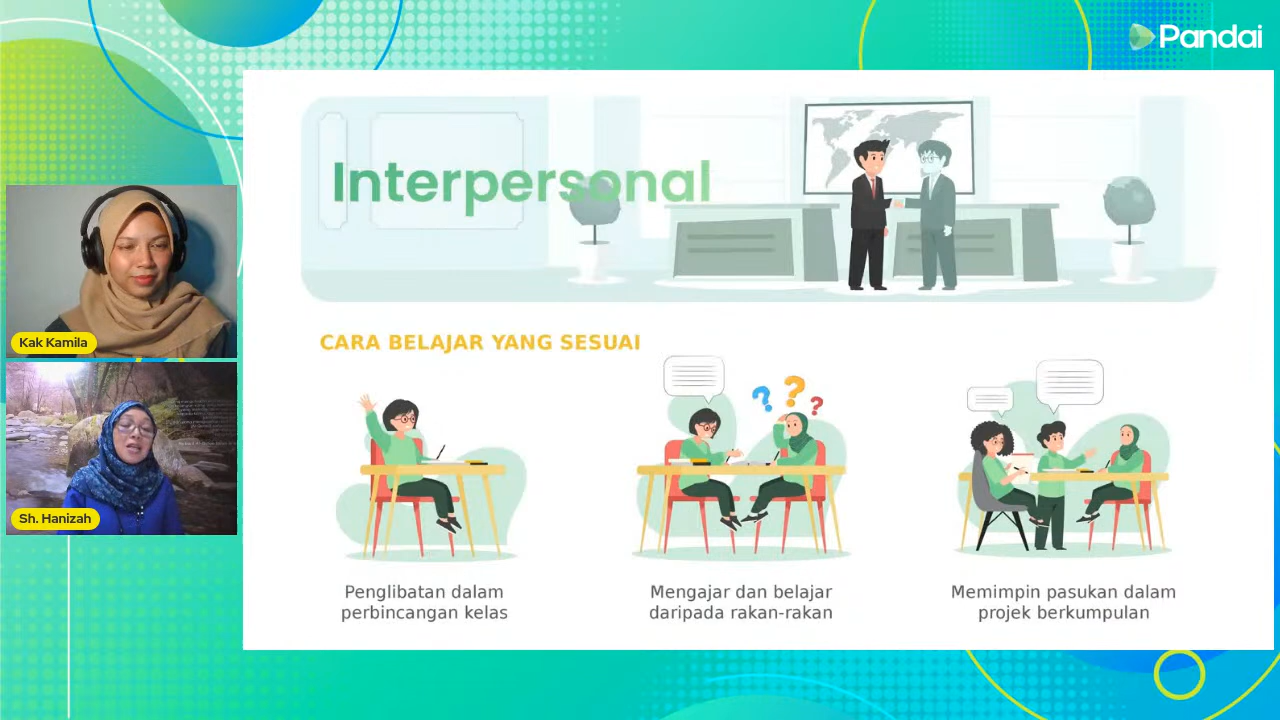 Pandai
Interpersonal
CARA BELAJAR YANG SESUAI
Kak Kamila
Sh. Hanizah
Penglibatan dalam
perbincangan kelas
Mengajar dan belajar
daripada rakan-rakan
Memimpin pasukan dalam
projek berkumpulan